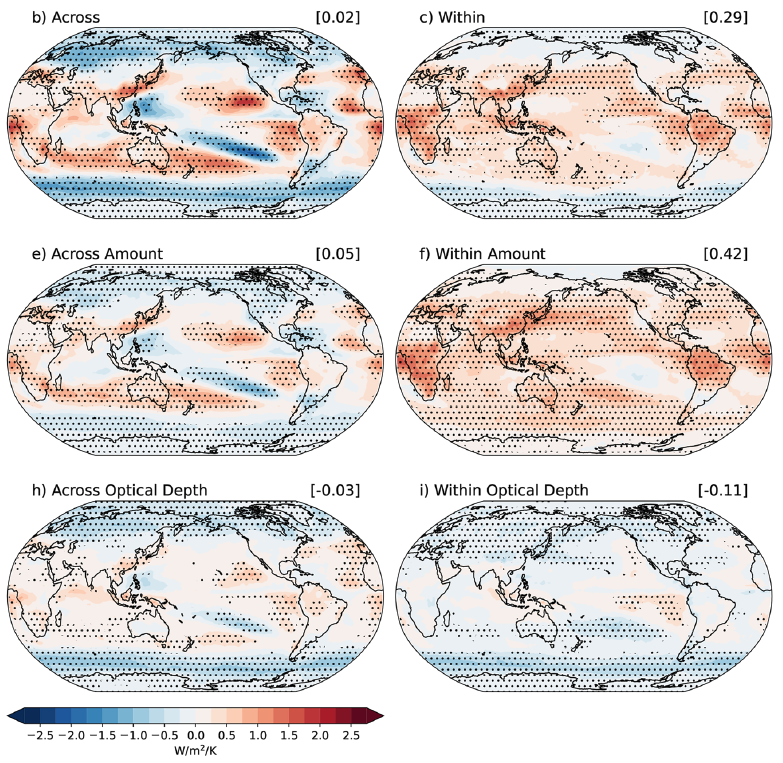 b) Across [0.02]
c) Within [0.29]
e) Across Amount [0.05]
f) Within Amount [0.42]
h) Across Optical Depth [-0.03]
i) Within Optical Depth [-0.11]
−2.5 −2.0 −1.5 −1.0 −0.5 0.0 0.5 1.0 1.5 2.0 2.5
W/m²/K